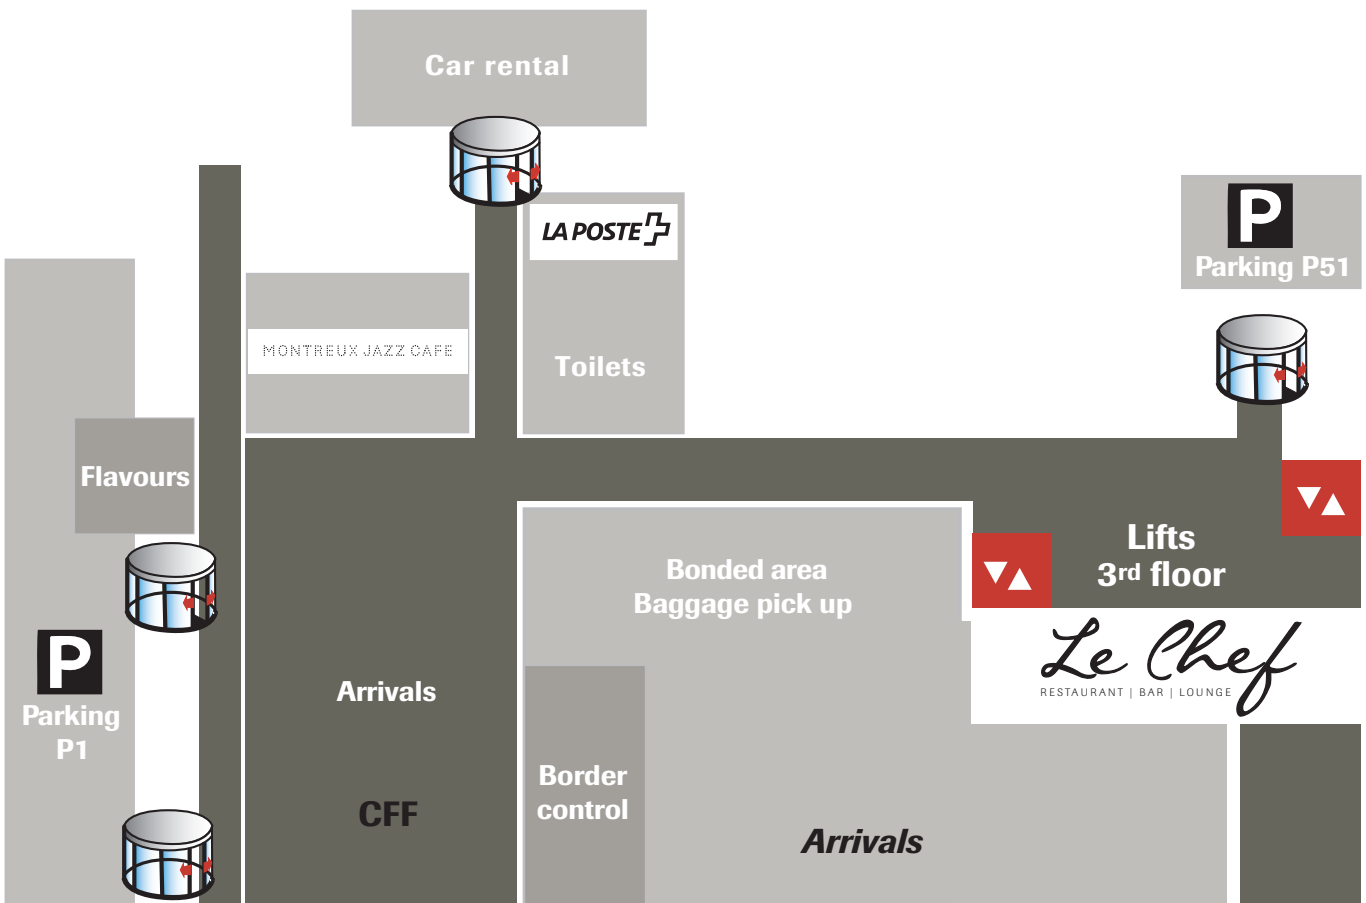 Car rental
LA POSTE
P
Parking P51
MONTREUX JAZZ CAFE
Toilets
Flavours
Lifts
3rd floor
Bonded area
Baggage pick up
Le Chef
RESTAURANT | BAR | LOUNGE
P
Parking
P1
Arrivals
CFF
Border
control
Arrivals